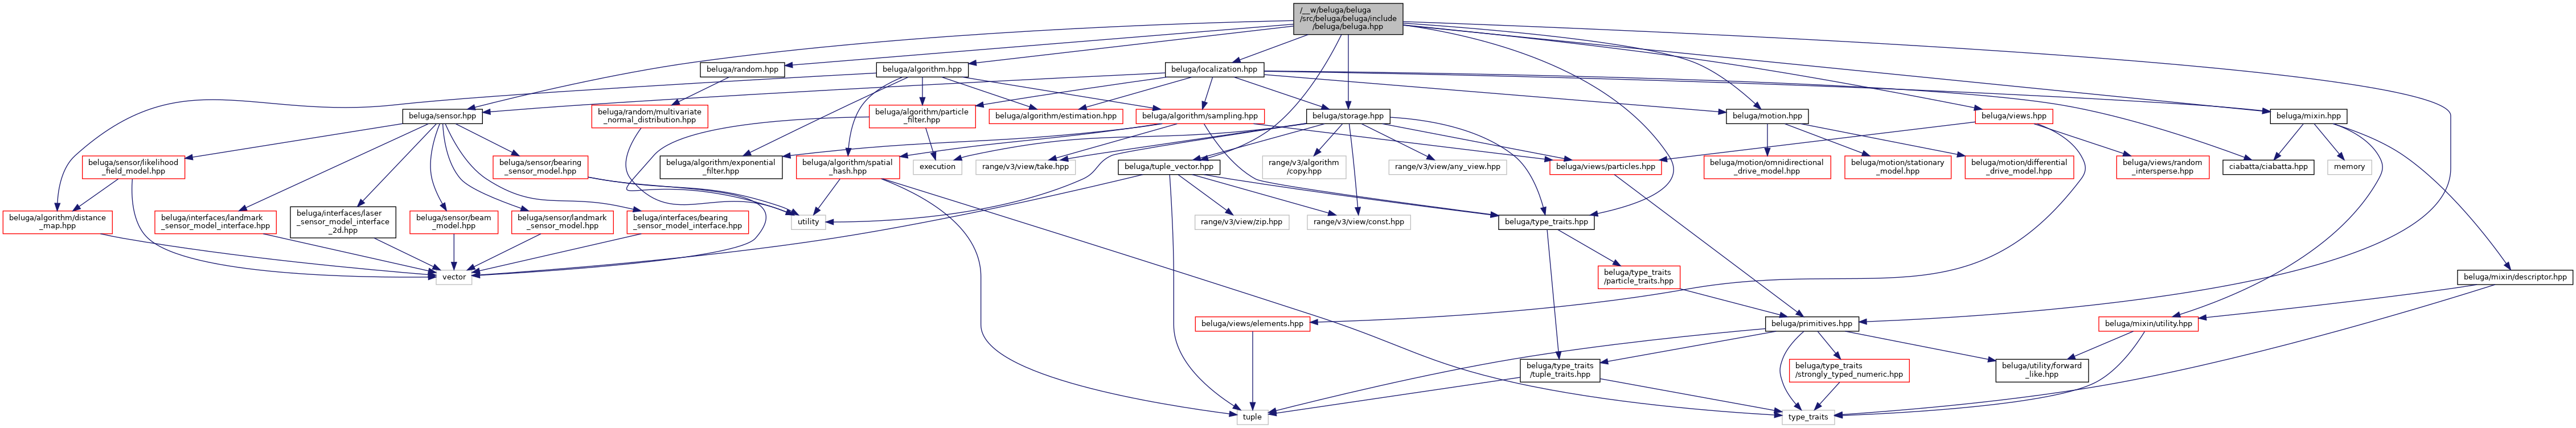 /__w/beluga/beluga
/src/beluga/beluga/include
/beluga/beluga.hpp
beluga/random.hpp
beluga/algorithm.hpp
beluga/localization.hpp
beluga/sensor.hpp
beluga/random/multivariate
_normal_distribution.hpp
beluga/algorithm/particle
_filter.hpp
beluga/algorithm/estimation.hpp
beluga/algorithm/sampling.hpp
beluga/storage.hpp
beluga/motion.hpp
beluga/views.hpp
beluga/mixin.hpp
beluga/sensor/likelihood
_field_model.hpp
beluga/sensor/bearing
_sensor_model.hpp
beluga/algorithm/exponential
_filter.hpp
beluga/algorithm/spatial
_hash.hpp
execution
range/v3/view/take.hpp
beluga/tuple_vector.hpp
range/v3/algorithm
/copy.hpp
range/v3/view/any_view.hpp
beluga/views/particles.hpp
beluga/motion/omnidirectional
_drive_model.hpp
beluga/motion/stationary
_model.hpp
beluga/motion/differential
_drive_model.hpp
beluga/views/random
_intersperse.hpp
ciabatta/ciabatta.hpp
memory
beluga/algorithm/distance
_map.hpp
beluga/interfaces/landmark
_sensor_model_interface.hpp
beluga/interfaces/laser
_sensor_model_interface
_2d.hpp
beluga/sensor/beam
_model.hpp
beluga/sensor/landmark
_sensor_model.hpp
beluga/interfaces/bearing
_sensor_model_interface.hpp
utility
range/v3/view/zip.hpp
range/v3/view/const.hpp
beluga/type_traits.hpp
vector
beluga/type_traits
/particle_traits.hpp
beluga/mixin/descriptor.hpp
beluga/views/elements.hpp
beluga/primitives.hpp
beluga/mixin/utility.hpp
beluga/type_traits
/tuple_traits.hpp
beluga/type_traits
/strongly_typed_numeric.hpp
beluga/utility/forward
_like.hpp
tuple
type_traits